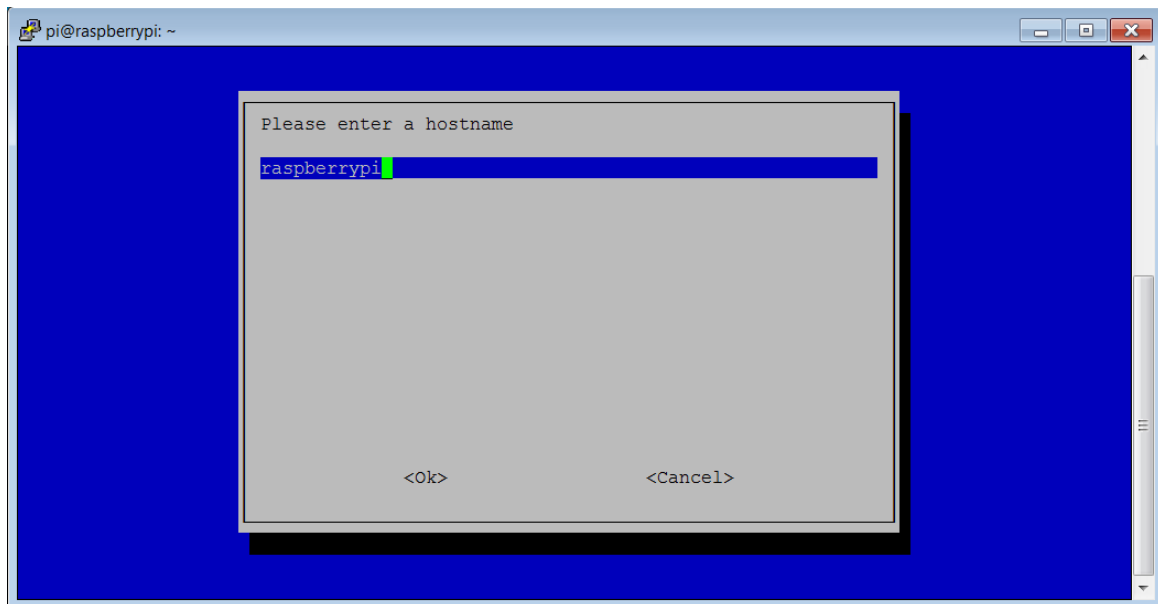 pi@raspberrypi: ~
Please enter a hostname
raspberrypi
<Ok> <Cancel>